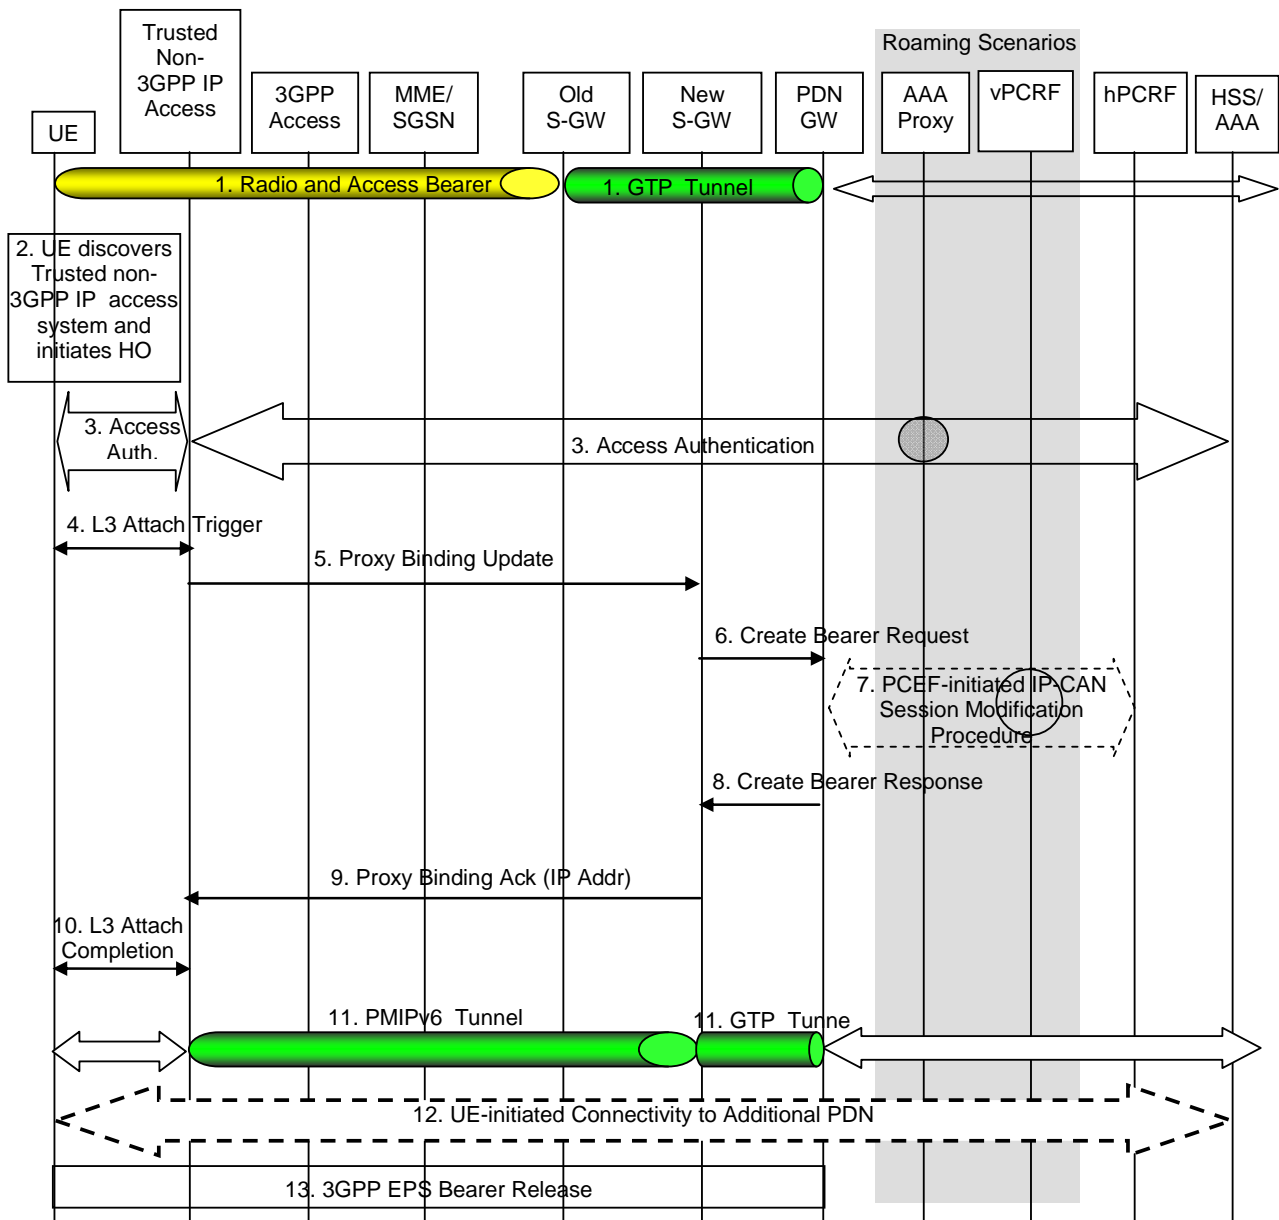 Roaming Scenarios
UE
Trusted
Non-
3GPP IP
Access
3GPP
Access
MME/
SGSN
Old
S-GW
New
S-GW
PDN
GW
AAA
Proxy
vPCRF
hPCRF
HSS/
AAA
1. Radio and Access Bearer
1. GTP Tunnel
2. UE discovers
Trusted non-
3GPP IP access
system and
initiates HO
3. Access
Auth.
3. Access Authentication
4. L3 Attach Trigger
5. Proxy Binding Update
6. Create Bearer Request
7. PCEF-initiated IP-CAN
Session Modification
Procedure
8. Create Bearer Response
9. Proxy Binding Ack (IP Addr)
10. L3 Attach
Completion
11. PMIPv6 Tunnel
11. GTP Tunne
12. UE-initiated Connectivity to Additional PDN
13. 3GPP EPS Bearer Release